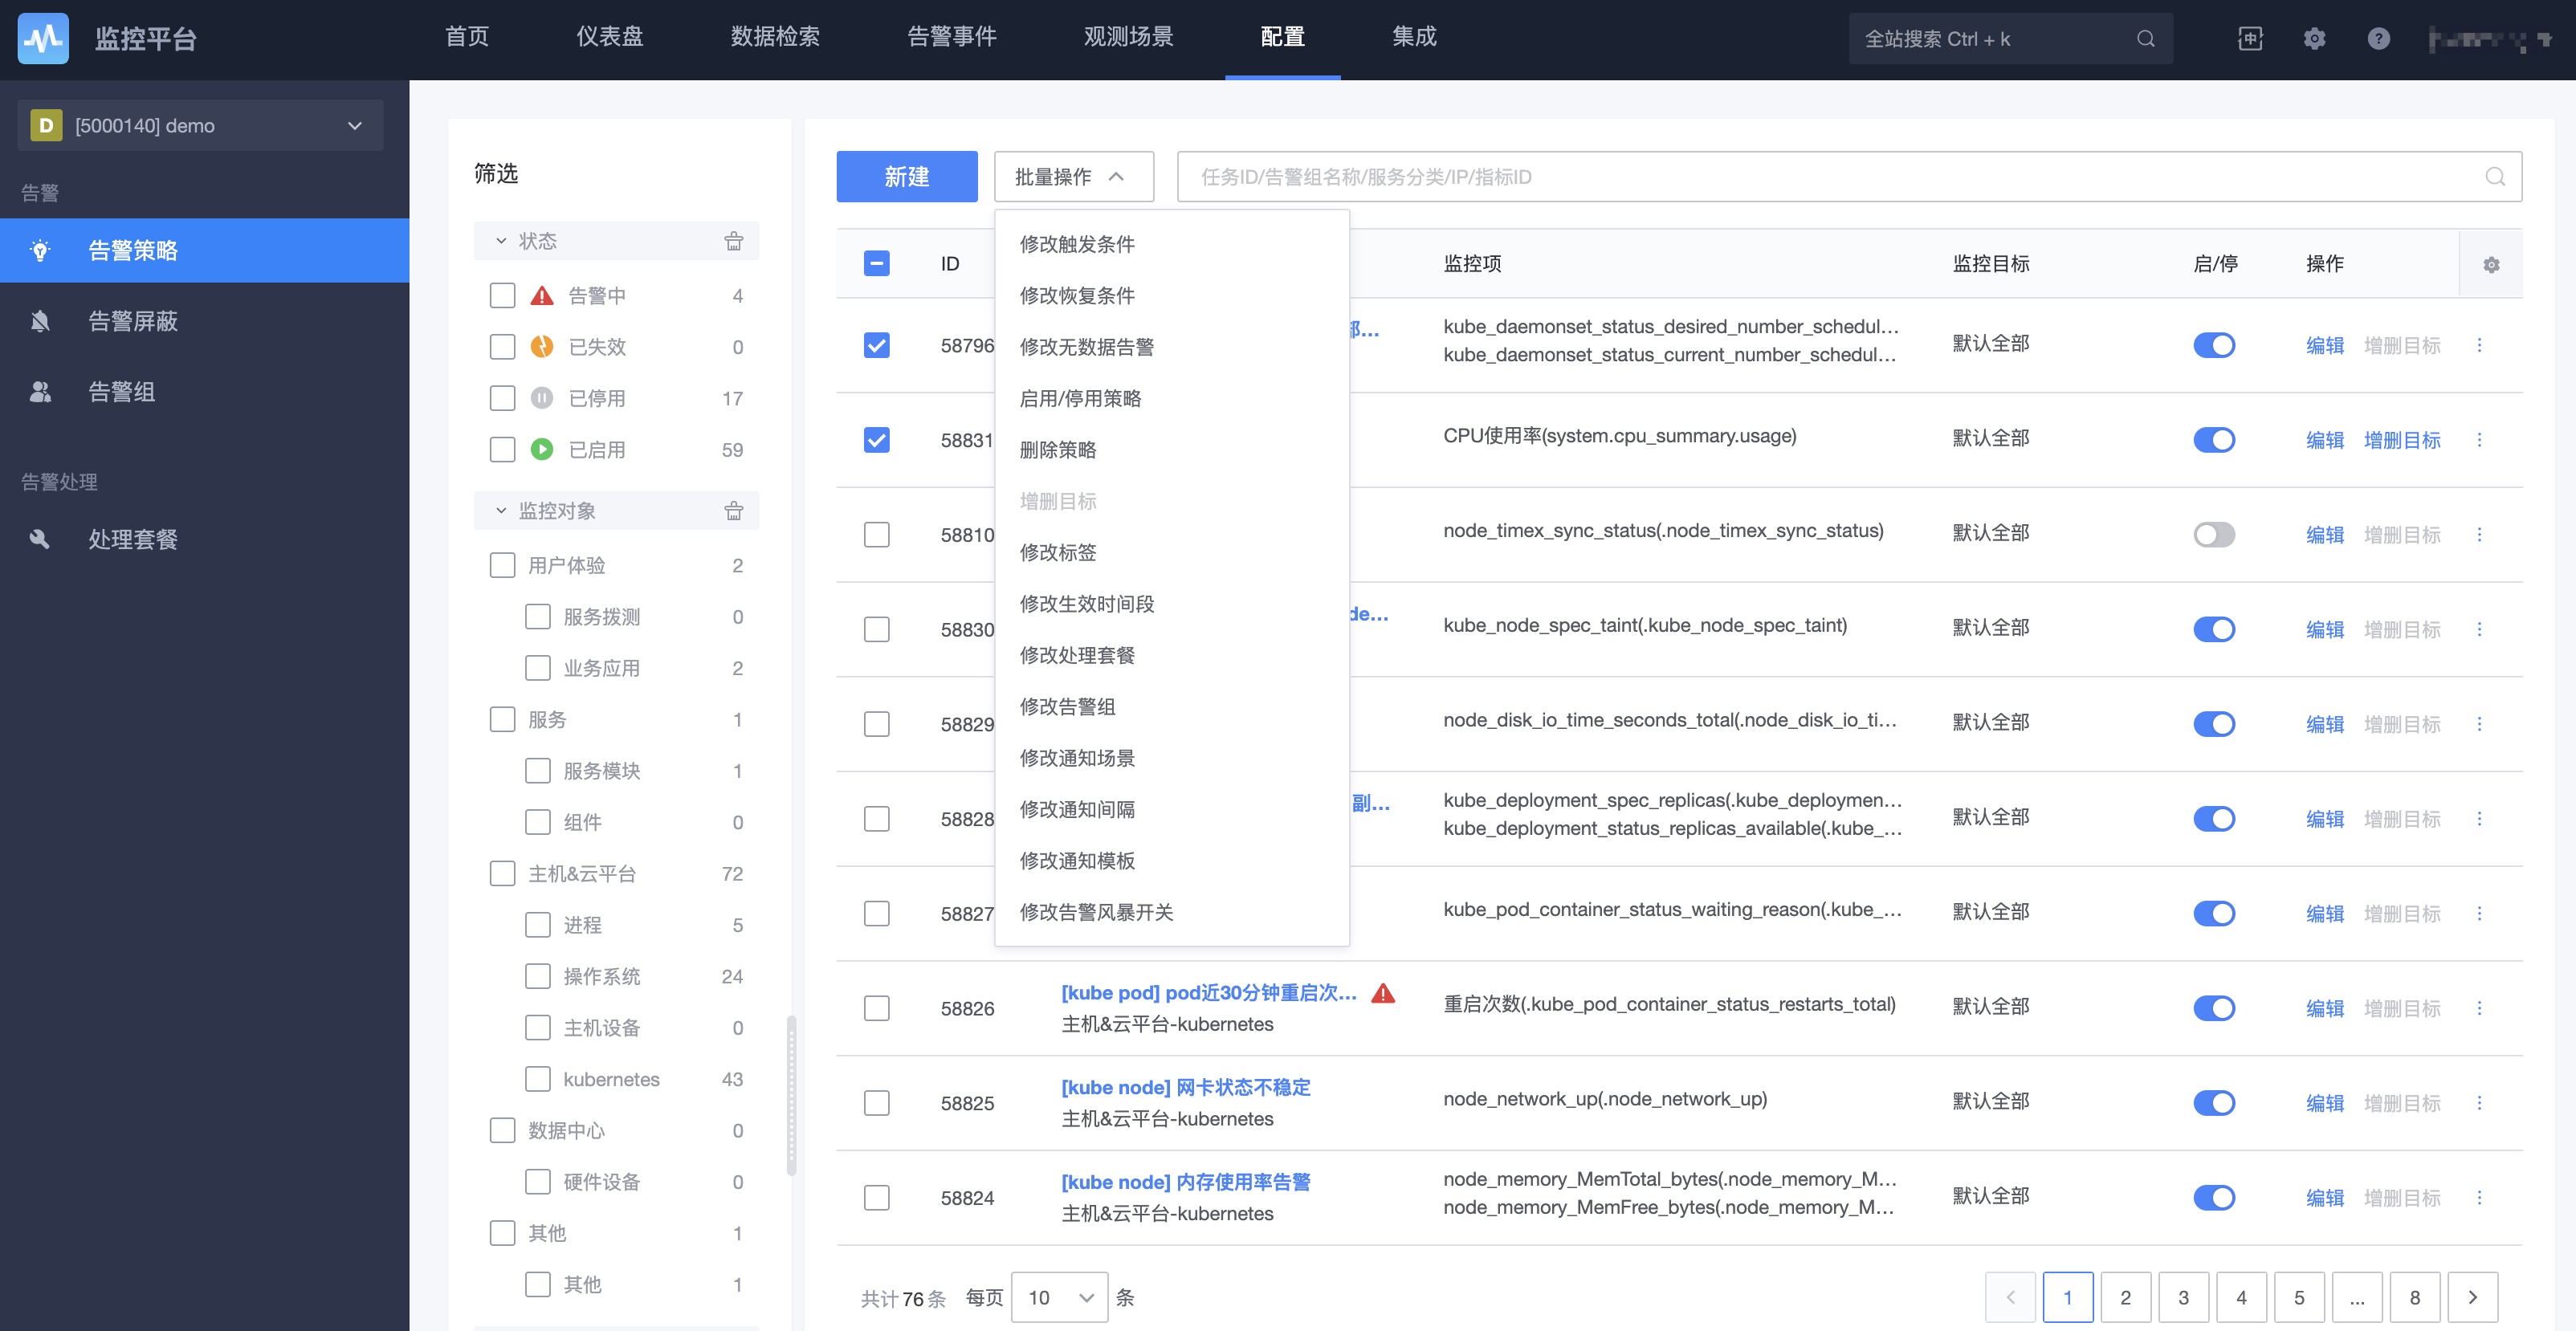 监控平台
首页
仪表盘
数据检索
告警事件
观测场景
配置
集成
全站搜索 Ctrl + k
D
[5000140] demo
告警
告警策略
告警屏蔽
告警组
告警处理
处理套餐
筛选
状态
告警中 4
已失效 0
已停用 17
已启用 59
监控对象
用户体验 2
服务拨测 0
业务应用 2
服务 1
服务模块 1
组件 0
主机&云平台 72
进程 5
操作系统 24
主机设备 0
kubernetes 43
数据中心 0
硬件设备 0
其他 1
其他 1
新建
批量操作
任务ID/告警组名称/服务分类/IP/指标ID
修改触发条件
修改恢复条件
修改无数据告警
启用/停用策略
删除策略
增删目标
修改标签
修改生效时间段
修改处理套餐
修改告警组
修改通知场景
修改通知间隔
修改通知模板
修改告警风暴开关
ID 监控项 监控目标 启/停 操作
58796 kube_daemonset_status_desired_number_schedul... 默认全部 编辑 增删目标
kube_daemonset_status_current_number_schedul...
58831 CPU使用率(system.cpu_summary.usage) 默认全部 编辑 增删目标
58810 node_timex_sync_status(.node_timex_sync_status) 默认全部 编辑 增删目标
58830 de... kube_node_spec_taint(.kube_node_spec_taint) 默认全部 编辑 增删目标
58829 node_disk_io_time_seconds_total(.node_disk_io_ti... 默认全部 编辑 增删目标
58828 副... kube_deployment_spec_replicas(.kube_deploymen... 默认全部 编辑 增删目标
kube_deployment_status_replicas_available(.kube_...
58827 kube_pod_container_status_waiting_reason(.kube_... 默认全部 编辑 增删目标
58826 [kube pod] pod近30分钟重启次... 重启次数(.kube_pod_container_status_restarts_total) 默认全部 编辑 增删目标
主机&云平台-kubernetes
58825 [kube node] 网卡状态不稳定 node_network_up(.node_network_up) 默认全部 编辑 增删目标
主机&云平台-kubernetes
58824 [kube node] 内存使用率告警 node_memory_MemTotal_bytes(.node_memory_M... 默认全部 编辑 增删目标
主机&云平台-kubernetes node_memory_MemFree_bytes(.node_memory_M...
共计 76 条 每页 10 条
1 2 3 4 5 ... 8